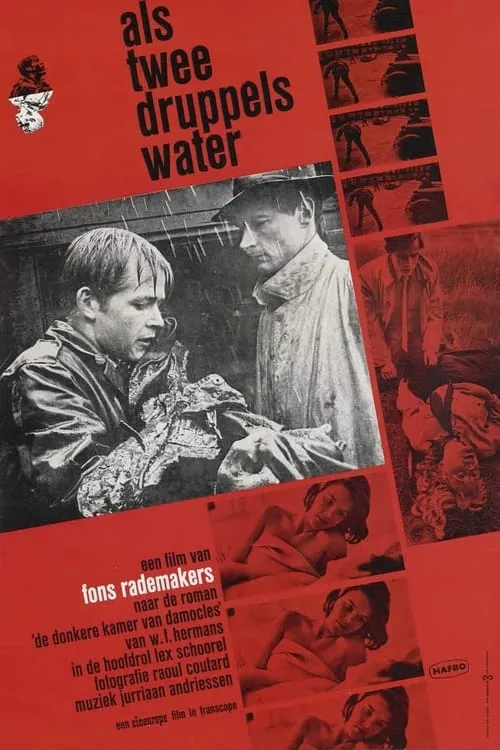 als
twee
druppels
water
een film van
fons rademakers
naar de roman
'de donkere kamer van damocles'
van w.f. hermans
in de hoofdrol lex schoorel
fotografie raoul coutard
muziek jurriaan andriessen
een cineurope film in franscope
HAFBO